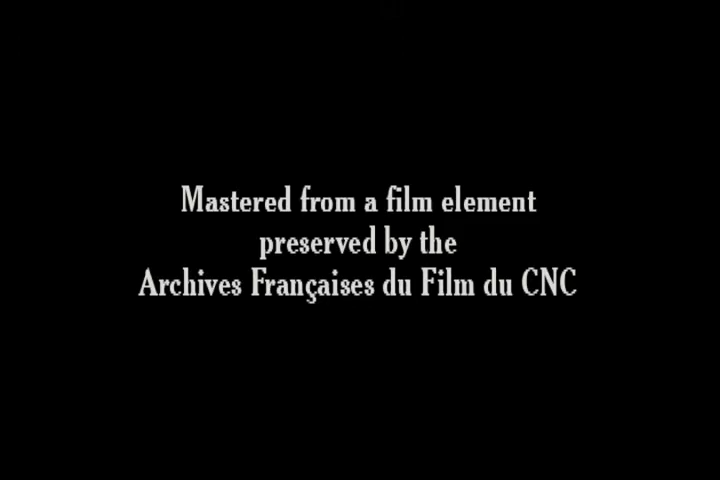 Mastered from a film element
preserved by the
Archives Françaises du Film du CNC